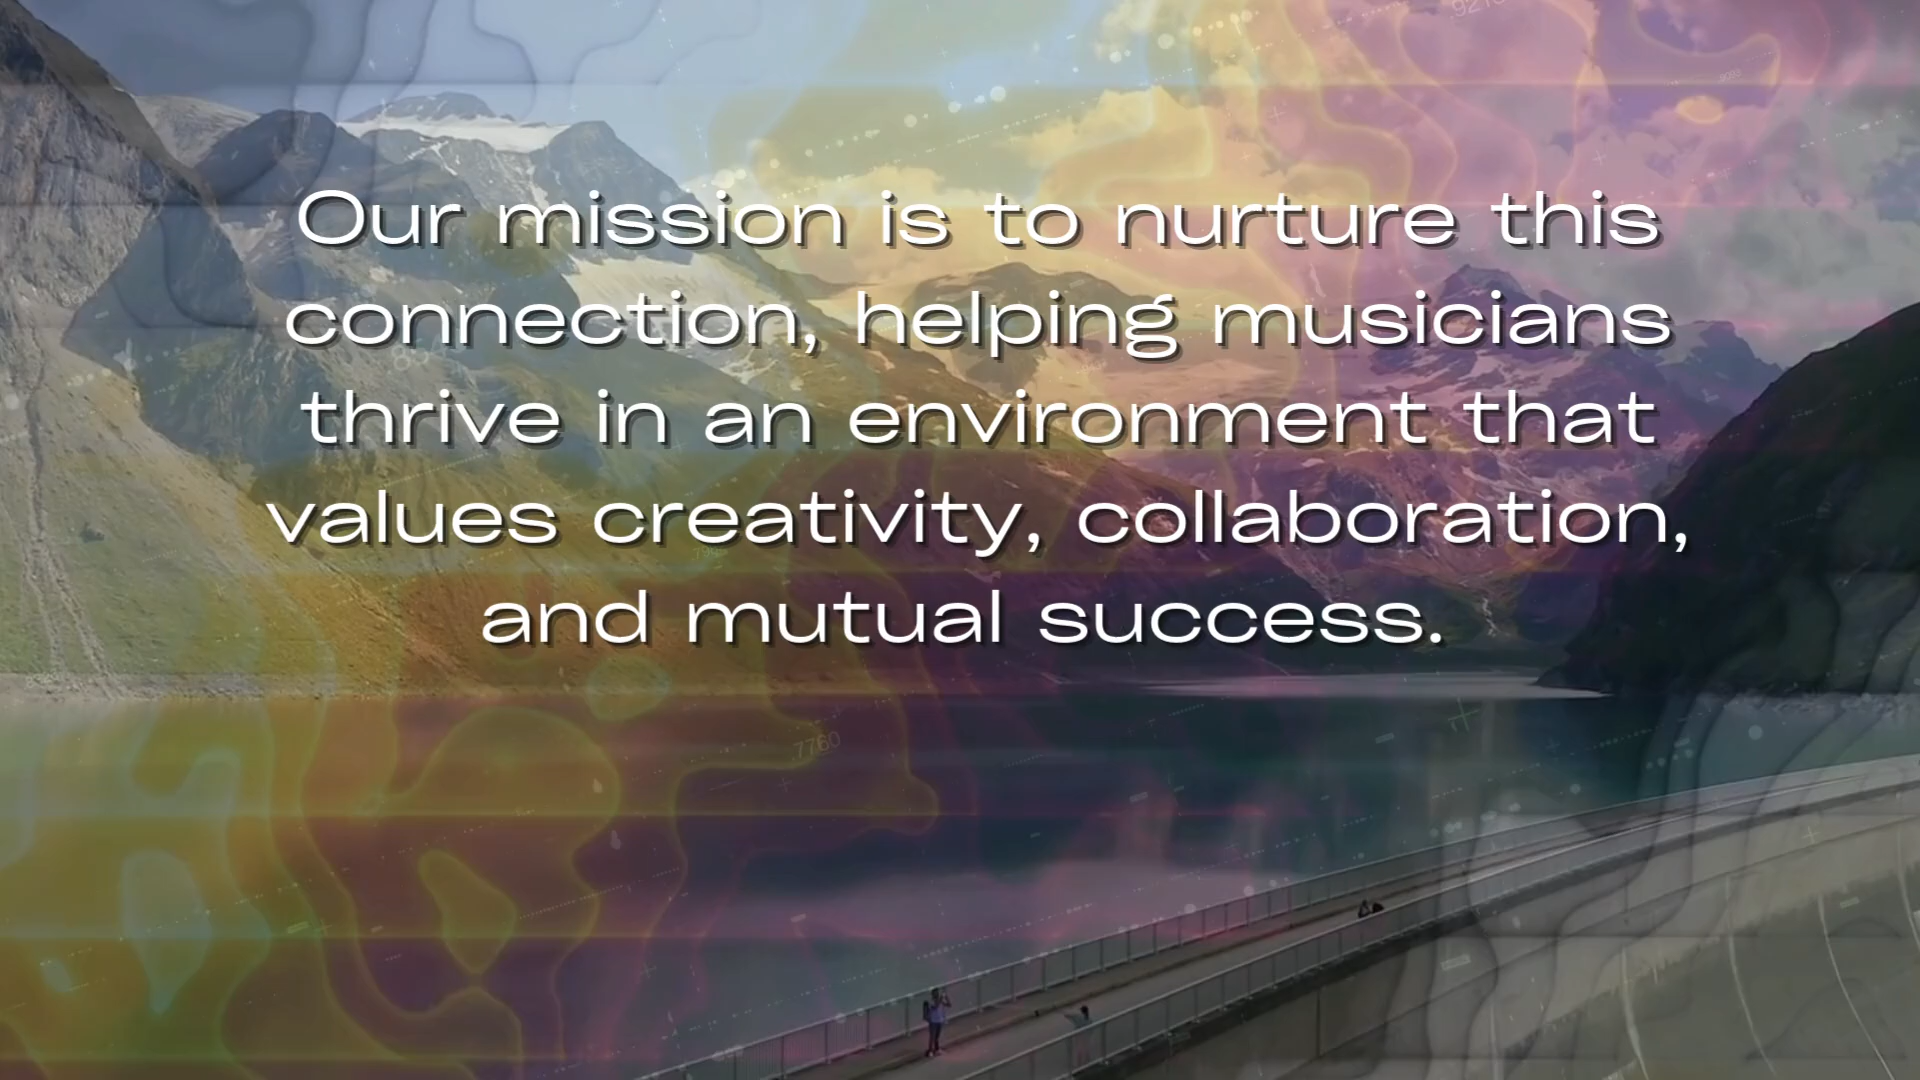 Our mission is to nurture this
connection, helping musicians
thrive in an environment that
values creativity, collaboration,
and mutual success.
7760